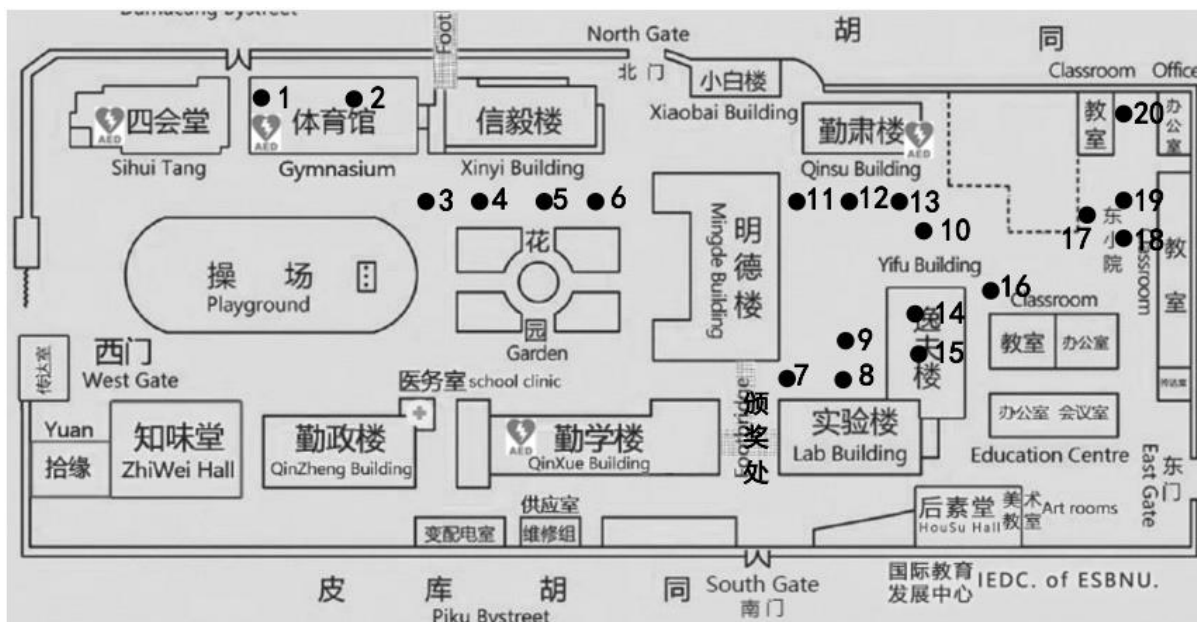 Damucang Bystreet
胡 同
North Gate
北 门
Foot
Classroom
Office
小白楼
Xiaobai Building
1
2
AED
四会堂
Sihui Tang
AED
体育馆
Gymnasium
信毅楼
Xinyi Building
勤肃楼
AED
Qinsu Building
教室
办公室
20
3
4
5
6
11
12
13
10
17
19
18
东小院
Classroom
教室
操 场
Playground
花
园
Garden
明德楼
Mingde Building
Yifu Building
16
Classroom
14
逸夫楼
15
9
7
8
教室
办公室
传达室
西门
West Gate
传达室
医务室 school clinic
Footbridge
颁奖处
办公室 会议室
Education Centre
实验楼
Lab Building
Yuan
拾缘
知味堂
ZhiWei Hall
勤政楼
QinZheng Building
AED
勤学楼
QinXue Building
东门
East Gate
供应室
变配电室
维修组
后素堂
HouSu Hall
美术教室
Art rooms
皮 库 胡 同
Piku Bystreet
South Gate
南门
国际教育
发展中心
IEDC. of ESBNU.